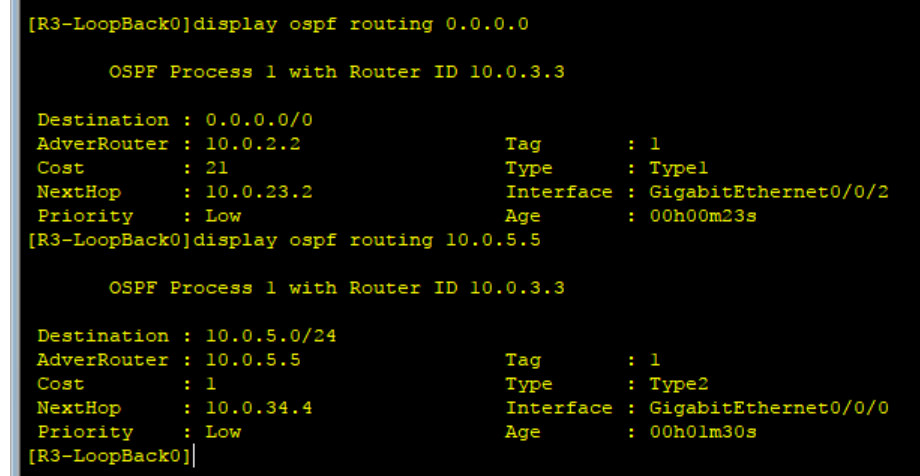 [R3-LoopBack0]display ospf routing 0.0.0.0
OSPF Process 1 with Router ID 10.0.3.3
Destination : 0.0.0.0/0
AdverRouter : 10.0.2.2 Tag : 1
Cost : 21 Type : Type1
NextHop : 10.0.23.2 Interface : GigabitEthernet0/0/2
Priority : Low Age : 00h00m23s
[R3-LoopBack0]display ospf routing 10.0.5.5
OSPF Process 1 with Router ID 10.0.3.3
Destination : 10.0.5.0/24
AdverRouter : 10.0.5.5 Tag : 1
Cost : 1 Type : Type2
NextHop : 10.0.34.4 Interface : GigabitEthernet0/0/0
Priority : Low Age : 00h01m30s
[R3-LoopBack0]